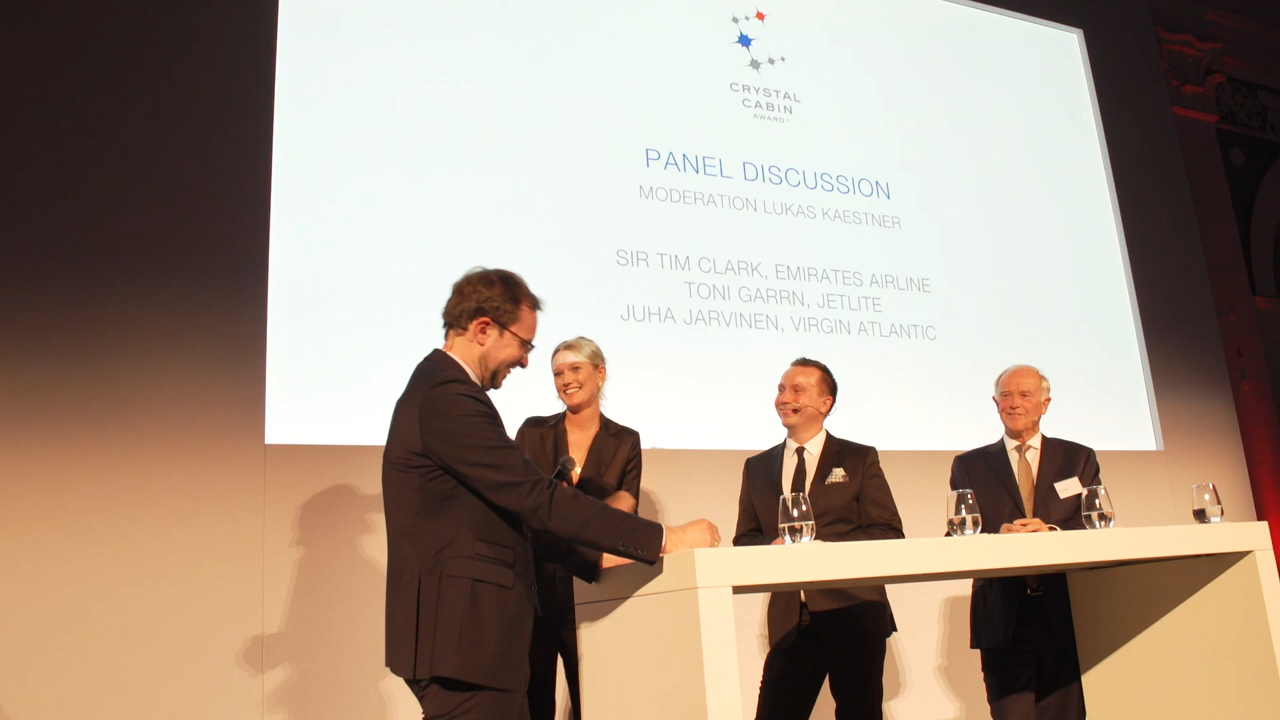 CRYSTAL
CABIN
AWARD
PANEL DISCUSSION
MODERATION LUKAS KAESTNER
SIR TIM CLARK, EMIRATES AIRLINE
TONI GARRN, JETLITE
JUHA JARVINEN, VIRGIN ATLANTIC